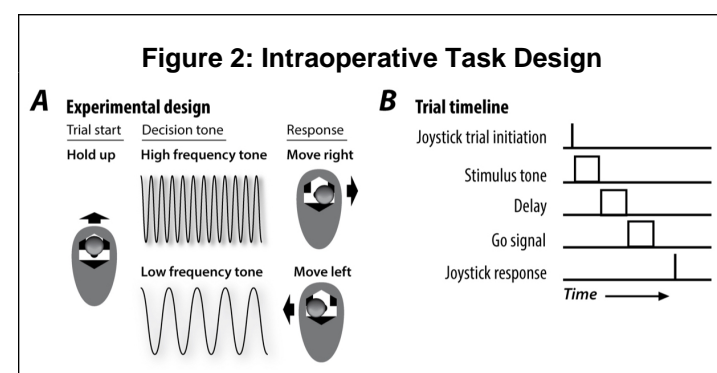 Figure 2: Intraoperative Task Design
A Experimental design
Trial start Decision tone Response
Hold up High frequency tone Move right
Low frequency tone Move left
B Trial timeline
Joystick trial initiation
Stimulus tone
Delay
Go signal
Joystick response
Time